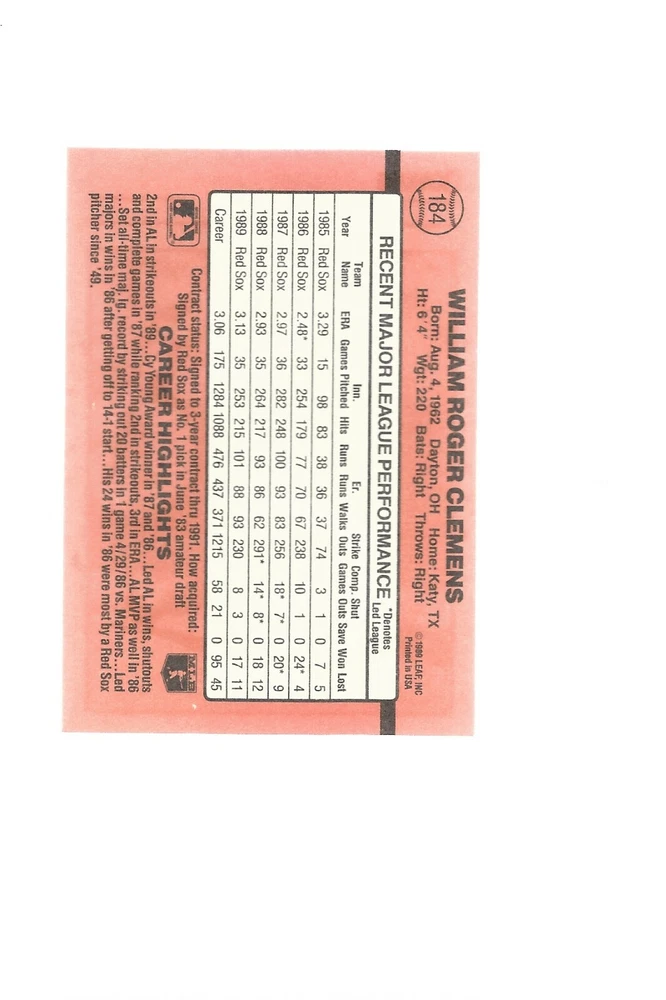 184
WILLIAM ROGER CLEMENS
Born: Aug. 4, 1962 Dayton, OH Home: Katy, TX
Ht: 6' 4" Wgt: 220 Bats: Right Throws: Right
© 1989 LEAF, INC
Printed in USA
RECENT MAJOR LEAGUE PERFORMANCE *Denotes Led League
Year Team Name ERA Games Inn. Pitched Hits Runs Er. Runs Walks Strike Outs Comp. Games Shut Outs Save Won Lost
1985 Red Sox 3.29 15 98 83 38 36 37 74 3 1 0 7 5
1986 Red Sox 2.48* 33 254 179 77 70 67 238 10 1 0 24* 4
1987 Red Sox 2.97 36 282 248 100 93 83 256 18* 7* 0 20* 9
1988 Red Sox 2.93 35 264 217 93 86 62 291* 14* 8* 0 18 12
1989 Red Sox 3.13 35 253 215 101 88 93 230 8 3 0 17 11
Career 3.06 175 1284 1088 476 437 371 1215 58 21 0 95 45
Contract status: Signed to 3-year contract thru 1991. How acquired:
Signed by Red Sox as No. 1 pick in June '83 amateur draft
CAREER HIGHLIGHTS
MLB
2nd in AL in strikeouts in '89...Cy Young Award winner in '87 and '86...Led AL in wins, shutouts
and complete games in '87 while ranking 2nd in strikeouts, 3rd in ERA...AL MVP as well in '86
...Set all-time maj. lg. record by striking out 20 batters in 1 game 4/29/86 vs. Mariners...Led
majors in wins in '86 after getting off to 14-1 start...His 24 wins in '86 were most by a Red Sox
pitcher since '49.